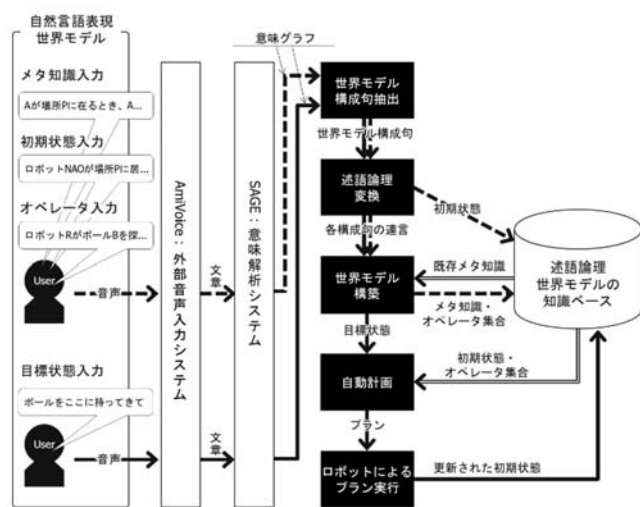 自然言語表現
世界モデル
メタ知識入力
Aが場所Pに在るとき、A...
初期状態入力
ロボットNAOが場所Pに居...
オペレータ入力
ロボットRがボールBを探...
User
音声
目標状態入力
ボールをここに持ってきて
User
音声
AmiVoice:外部音声入力システム
文章
文章
SAGE:意味解析システム
意味グラフ
世界モデル
構成句抽出
世界モデル構成句
述語論理
変換
初期状態
各構成句の連言
世界モデル
構築
既存メタ知識
メタ知識・
オペレータ集合
述語論理
世界モデルの
知識ベース
目標状態
初期状態・
オペレータ集合
自動計画
プラン
ロボットによる
プラン実行
更新された初期状態